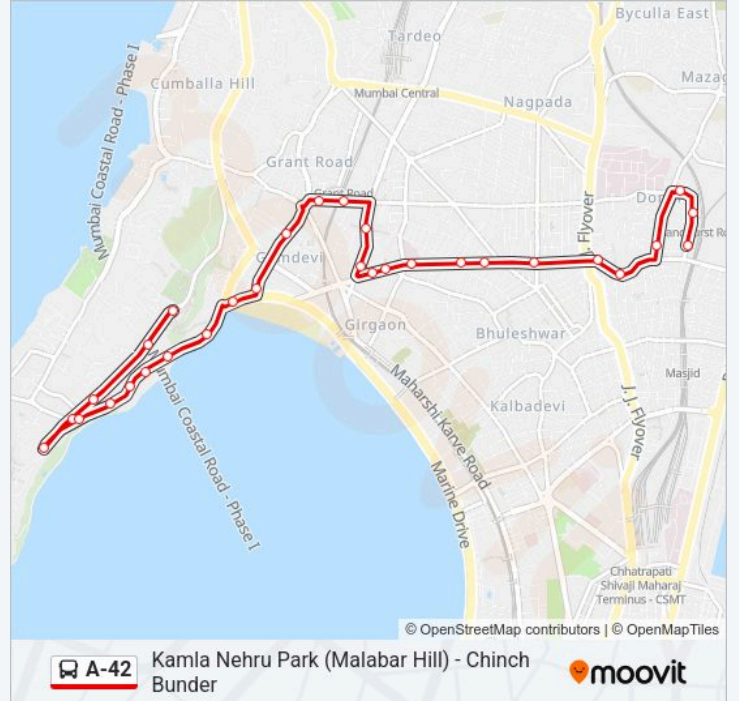 Byculla East
Tardeo
Mumbai Coastal Road - Phase I
Cumballa Hill
Mumbai Central
Nagpada
Grant Road
Grant Road
J. Flyover
Gamdevi
Girgaon
Bhuleshwar
Masjid
Mumbai Coastal Road - Phase I
Maharshi Karve Road
Kalbadevi
J. J. Flyover
Marine Drive
Chhatrapati
Shivaji Maharaj
Terminus - CSMT
© OpenStreetMap contributors | © OpenMapTiles
A-42
Kamla Nehru Park (Malabar Hill) - Chinch
Bunder
moovit